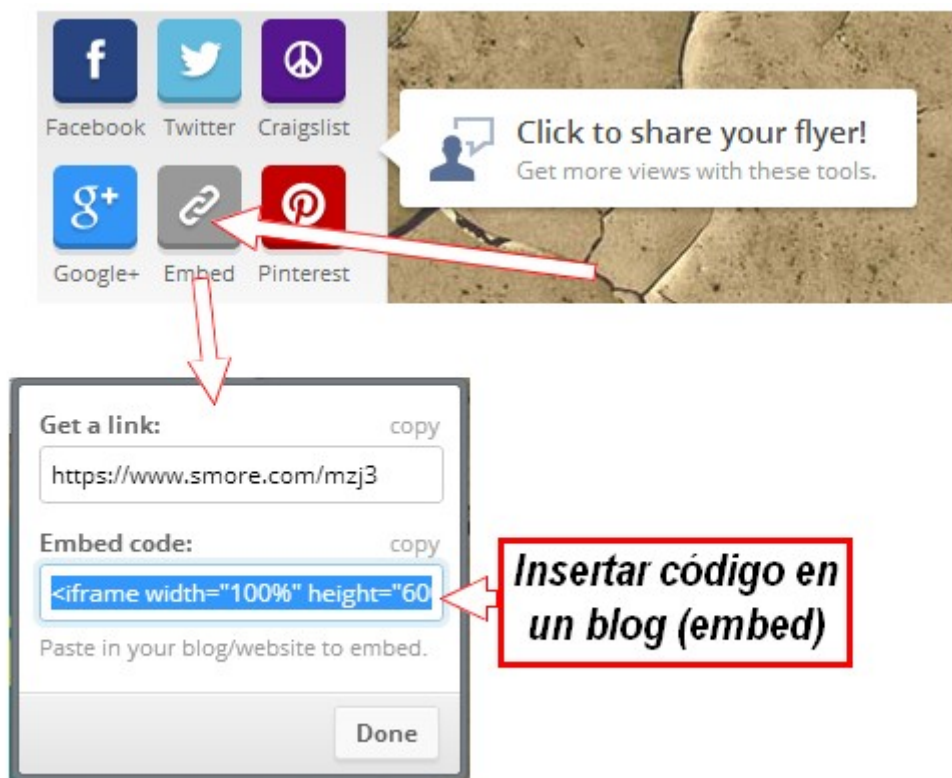 Facebook Twitter Craigslist
Click to share your flyer!
Get more views with these tools.
Google+ Embed Pinterest
Get a link: copy
https://www.smore.com/mzj3
Embed code: copy
<iframe width="100%" height="60
Paste in your blog/website to embed.
Done
Insertar código en
un blog (embed)